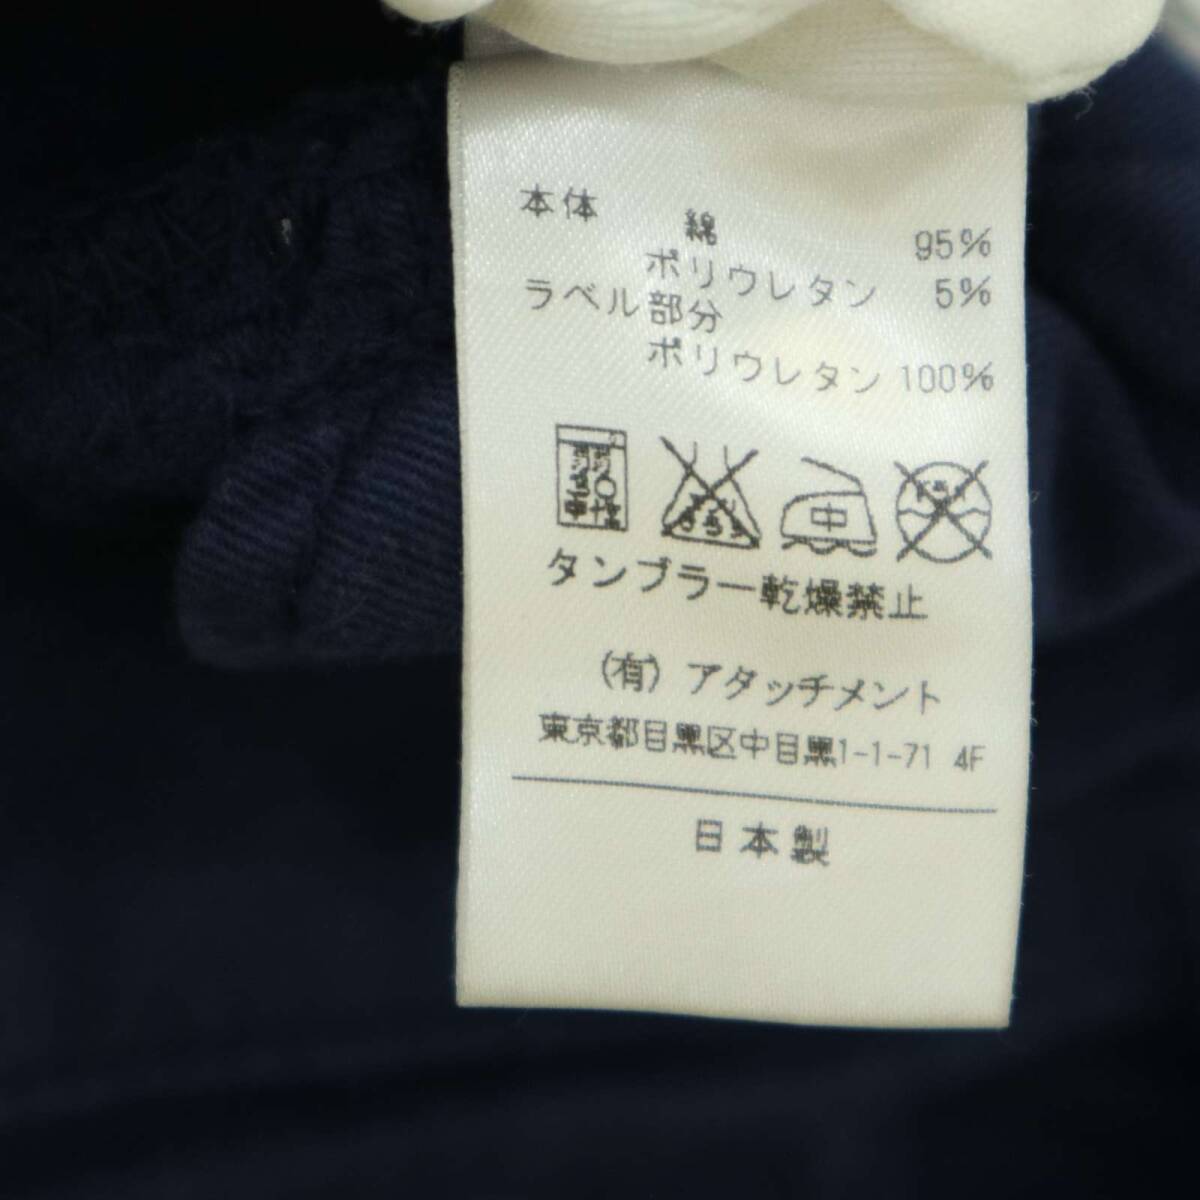 本体 綿 95%
ポリウレタン 5%
ラベル部分
ポリウレタン 100%
中
タンブラー乾燥禁止
(有) アタッチメント
東京都目黒区中目黒1-1-71 4F
日本製